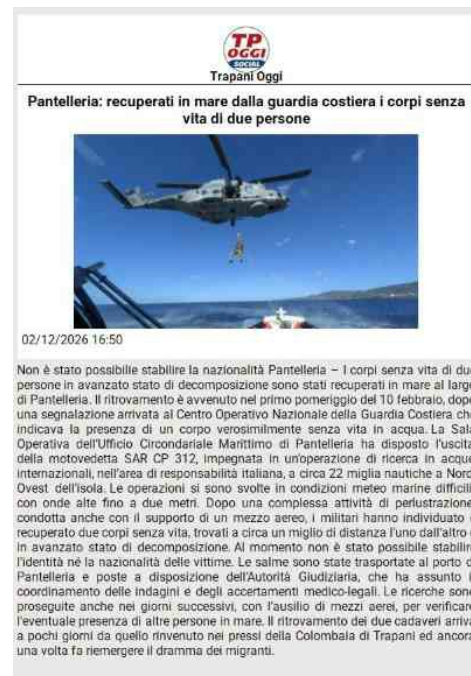 TP
OGGI
SOCIAL
Trapani Oggi
Pantelleria: recuperati in mare dalla guardia costiera i corpi senza
vita di due persone
02/12/2026 16:50
Non è stato possibilie stabilire la nazionalità Pantelleria – I corpi senza vita di due
persone in avanzato stato di decomposizione sono stati recuperati in mare al largo
di Pantelleria. Il ritrovamento è avvenuto nel primo pomeriggio del 10 febbraio, dopo
una segnalazione arrivata al Centro Operativo Nazionale della Guardia Costiera che
indicava la presenza di un corpo verosimilmente senza vita in acqua. La Sala
Operativa dell'Ufficio Circondariale Marittimo di Pantelleria ha disposto l'uscita
della motovedetta SAR CP 312, impegnata in un'operazione di ricerca in acque
internazionali, nell'area di responsabilità italiana, a circa 22 miglia nautiche a Nord
Ovest dell'isola. Le operazioni si sono svolte in condizioni meteo marine difficili,
con onde alte fino a due metri. Dopo una complessa attività di perlustrazione,
condotta anche con il supporto di un mezzo aereo, i militari hanno individuato e
recuperato due corpi senza vita, trovati a circa un miglio di distanza l'uno dall'altro e
in avanzato stato di decomposizione. Al momento non è stato possibile stabilire
l'identità né la nazionalità delle vittime. Le salme sono state trasportate al porto di
Pantelleria e poste a disposizione dell'Autorità Giudiziaria, che ha assunto il
coordinamento delle indagini e degli accertamenti medico-legali. Le ricerche sono
proseguite anche nei giorni successivi, con l'ausilio di mezzi aerei, per verificare
l'eventuale presenza di altre persone in mare. Il ritrovamento dei due cadaveri arriva
a pochi giorni da quello rinvenuto nei pressi della Colombaia di Trapani ed ancora
una volta fa riemergere il dramma dei migranti.